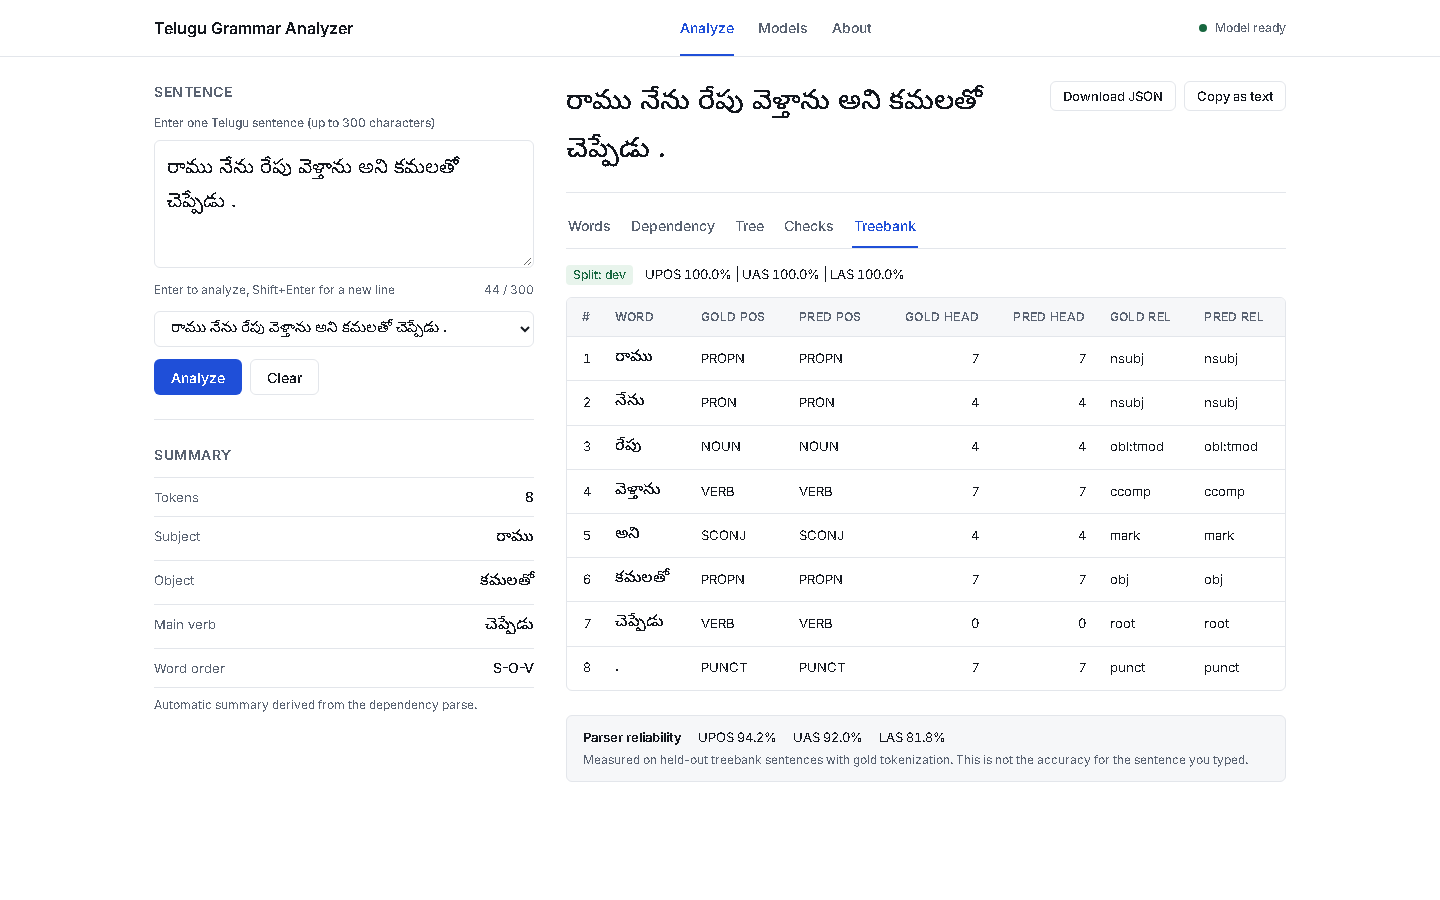 Telugu Grammar Analyzer
Analyze Models About
Model ready
SENTENCE
Enter one Telugu sentence (up to 300 characters)
రాము నేను రేపు వెళ్తాను అని కమలతో
చెప్పేడు .
Enter to analyze, Shift+Enter for a new line 44 / 300
రాము నేను రేపు వెళ్తాను అని కమలతో చెప్పేడు .
Analyze Clear
SUMMARY
Tokens 8
Subject రాము
Object కమలతో
Main verb చెప్పేడు
Word order S-O-V
Automatic summary derived from the dependency parse.
రాము నేను రేపు వెళ్తాను అని కమలతో
చెప్పేడు .
Download JSON Copy as text
Words Dependency Tree Checks Treebank
Split: dev UPOS 100.0% | UAS 100.0% | LAS 100.0%
# WORD GOLD POS PRED POS GOLD HEAD PRED HEAD GOLD REL PRED REL
1 రాము PROPN PROPN 7 7 nsubj nsubj
2 నేను PRON PRON 4 4 nsubj nsubj
3 రేపు NOUN NOUN 4 4 obl:tmod obl:tmod
4 వెళ్తాను VERB VERB 7 7 ccomp ccomp
5 అని SCONJ SCONJ 4 4 mark mark
6 కమలతో PROPN PROPN 7 7 obj obj
7 చెప్పేడు VERB VERB 0 0 root root
8 . PUNCT PUNCT 7 7 punct punct
Parser reliability UPOS 94.2% UAS 92.0% LAS 81.8%
Measured on held-out treebank sentences with gold tokenization. This is not the accuracy for the sentence you typed.